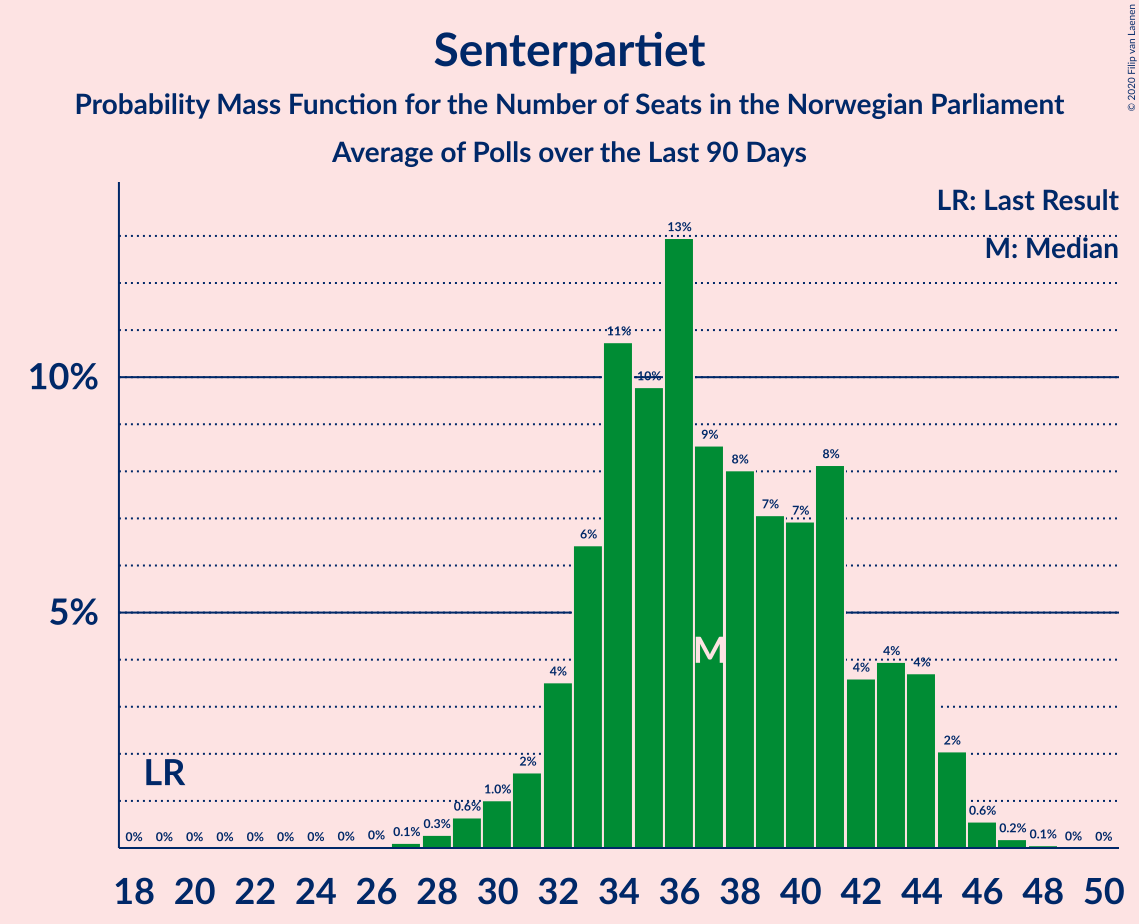 Senterpartiet
Probability Mass Function for the Number of Seats in the Norwegian Parliament
Average of Polls over the Last 90 Days
© 2020 Filip van Laenen
LR: Last Result
M: Median
10%
5%
0% 0% 0% 0% 0% 0% 0% 0% 0% 0.1% 0.3% 0.6% 1.0% 2% 4% 6% 11% 10% 13% 9% 8% 7% 7% 8% 4% 4% 4% 2% 0.6% 0.2% 0.1% 0% 0%
M
LR
18 20 22 24 26 28 30 32 34 36 38 40 42 44 46 48 50